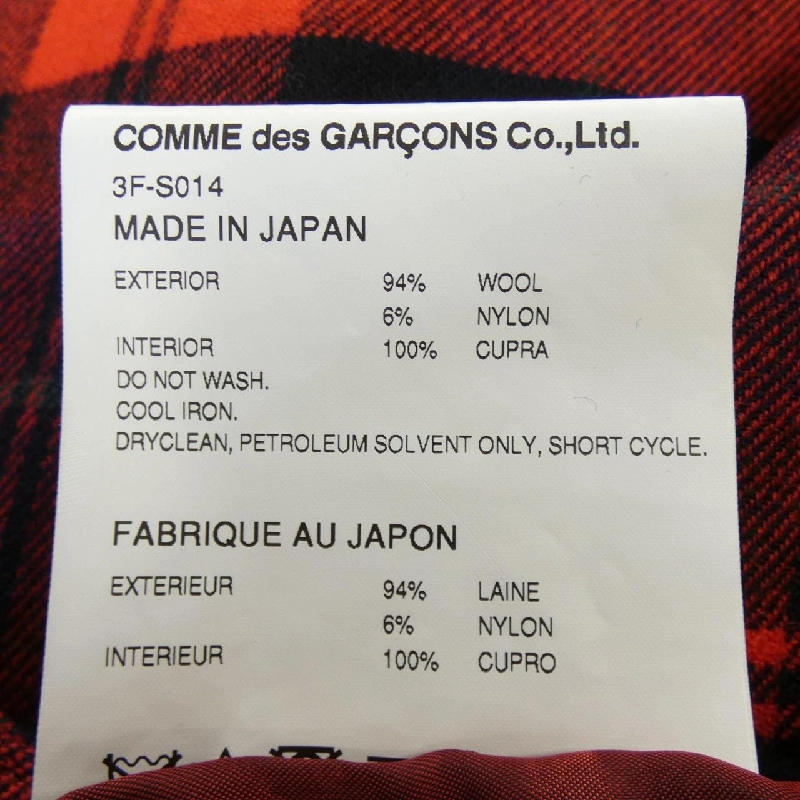 COMME des GARÇONS Co.,Ltd.
3F-S014
MADE IN JAPAN
EXTERIOR 94% WOOL
6% NYLON
INTERIOR 100% CUPRA
DO NOT WASH.
COOL IRON.
DRYCLEAN, PETROLEUM SOLVENT ONLY, SHORT CYCLE.
FABRIQUE AU JAPON
EXTERIEUR 94% LAINE
6% NYLON
INTERIEUR 100% CUPRO